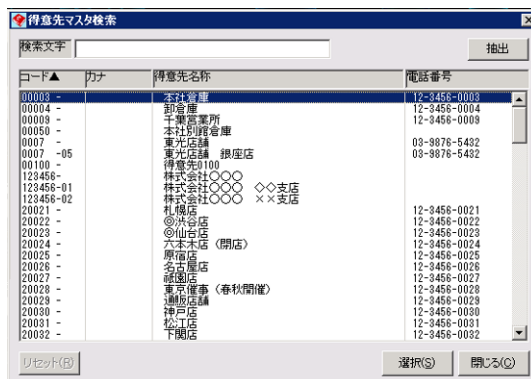 得意先マスタ検索
検索文字
抽出
コード▲ カナ 得意先名称 電話番号
00003 - 本社倉庫 12-3456-0003
00004 - 卸倉庫 12-3456-0004
00009 - 千葉営業所 12-3456-0009
00050 - 本社別館倉庫
0007 - 東光店舗 03-9876-5432
0007 -05 東光店舗 銀座店 03-9876-5432
00100 - 得意先0100
123456- 株式会社〇〇〇
123456-01 株式会社〇〇〇 ◇◇支店
123456-02 株式会社〇〇〇 ××支店
20021 - 札幌店 12-3456-0021
20022 - ◎渋谷店 12-3456-0022
20023 - ◎仙台店 12-3456-0023
20024 - 六本木店（閉店） 12-3456-0024
20025 - 原宿店 12-3456-0025
20026 - 名古屋店 12-3456-0026
20027 - 祇園店 12-3456-0027
20028 - 東京催事（春秋開催） 12-3456-0028
20029 - 通販店舗 12-3456-0029
20030 - 神戸店 12-3456-0030
20031 - 松江店 12-3456-0031
20032 - 下関店 12-3456-0032
リセット(R) 選択(S) 閉じる(C)